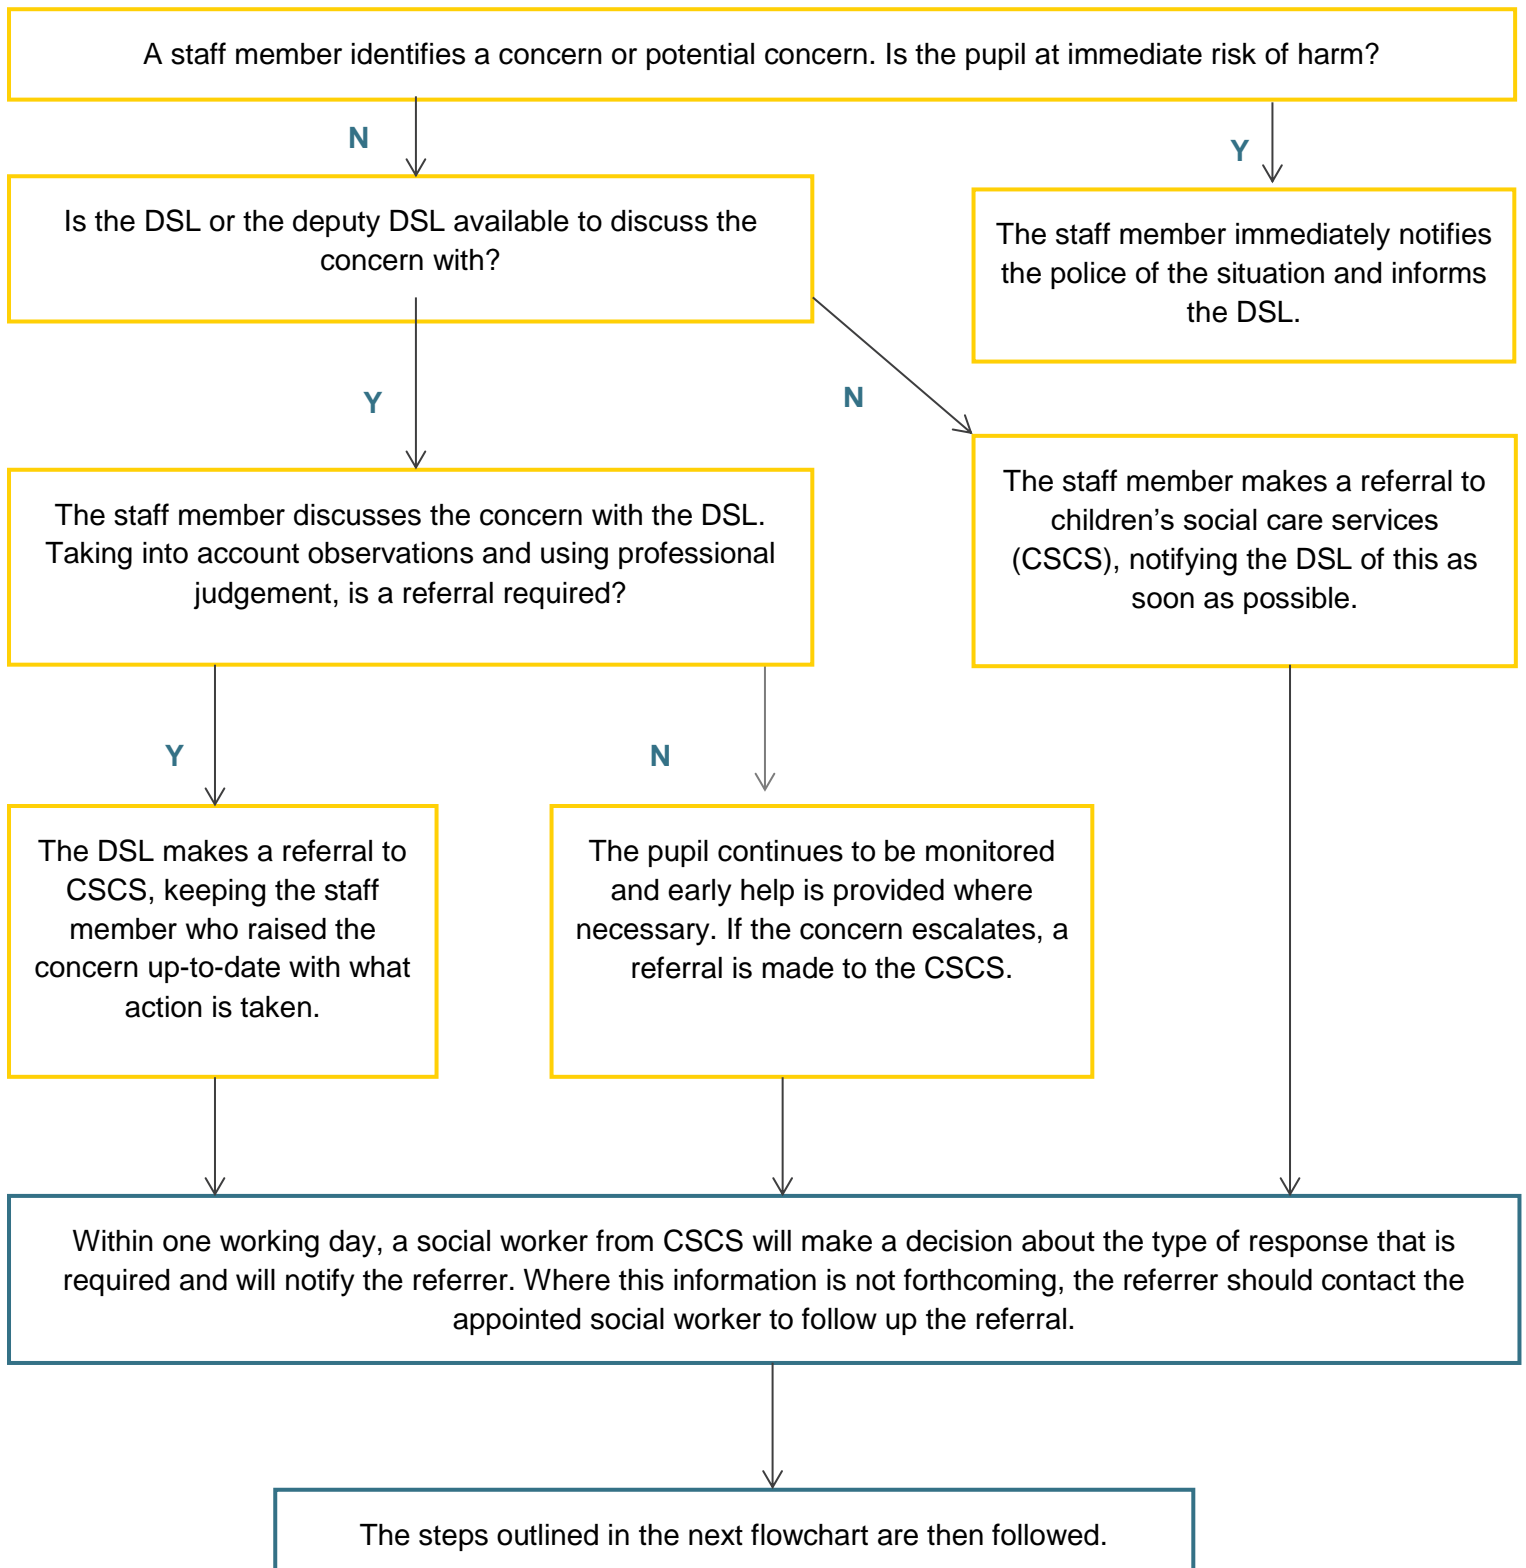 A staff member identifies a concern or potential concern. Is the pupil at immediate risk of harm?
N
Y
Is the DSL or the deputy DSL available to discuss the
concern with?
The staff member immediately notifies
the police of the situation and informs
the DSL.
Y
N
The staff member discusses the concern with the DSL.
Taking into account observations and using professional
judgement, is a referral required?
The staff member makes a referral to
children’s social care services
(CSCS), notifying the DSL of this as
soon as possible.
Y
N
The DSL makes a referral to
CSCS, keeping the staff
member who raised the
concern up-to-date with what
action is taken.
The pupil continues to be monitored
and early help is provided where
necessary. If the concern escalates, a
referral is made to the CSCS.
Within one working day, a social worker from CSCS will make a decision about the type of response that is
required and will notify the referrer. Where this information is not forthcoming, the referrer should contact the
appointed social worker to follow up the referral.
The steps outlined in the next flowchart are then followed.